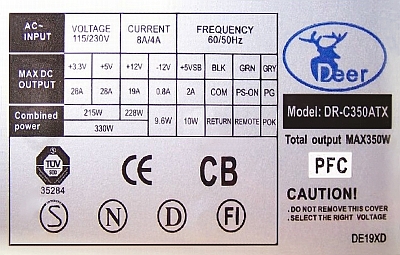 AC~ INPUT VOLTAGE 115/230V CURRENT 8A/4A FREQUENCY 60/50Hz
MAX DC OUTPUT +3.3V +5V +12V -12V +5VSB BLK GRN GRY
28A 28A 19A 0.8A 2A COM PS-ON PG
Combined power 215W 228W 9.6W 10W RETURN REMOTE POK
330W
Deer
Model: DR-C350ATX
Total output MAX350W
PFC
CAUTION!
. DO NOT REMOVE THIS COVER
. SELECT THE RIGHT VOLTAGE
DE19XD
TÜV
35284
CE
CB
S N D FI